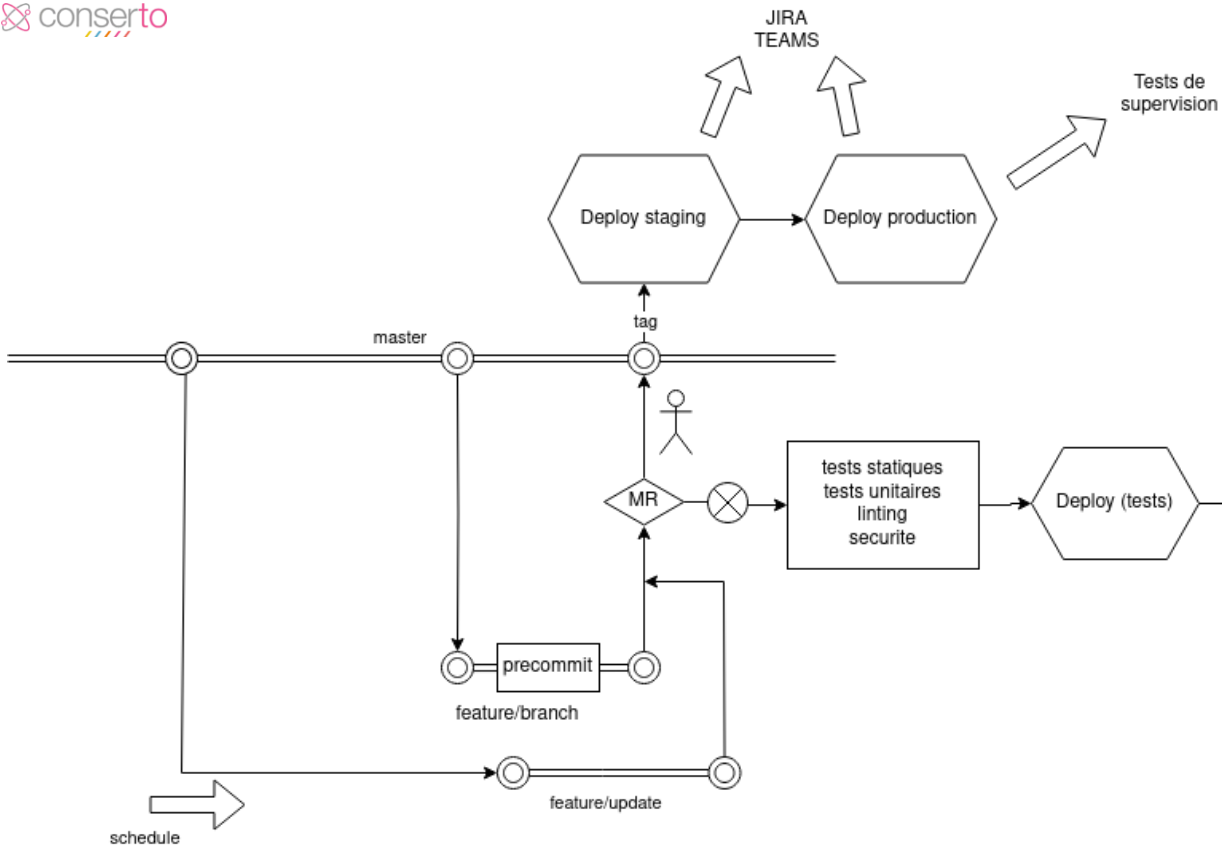 conserto
JIRA
TEAMS
Tests de
supervision
Deploy staging
Deploy production
tag
master
MR
tests statiques
tests unitaires
linting
securite
Deploy (tests)
precommit
feature/branch
feature/update
schedule